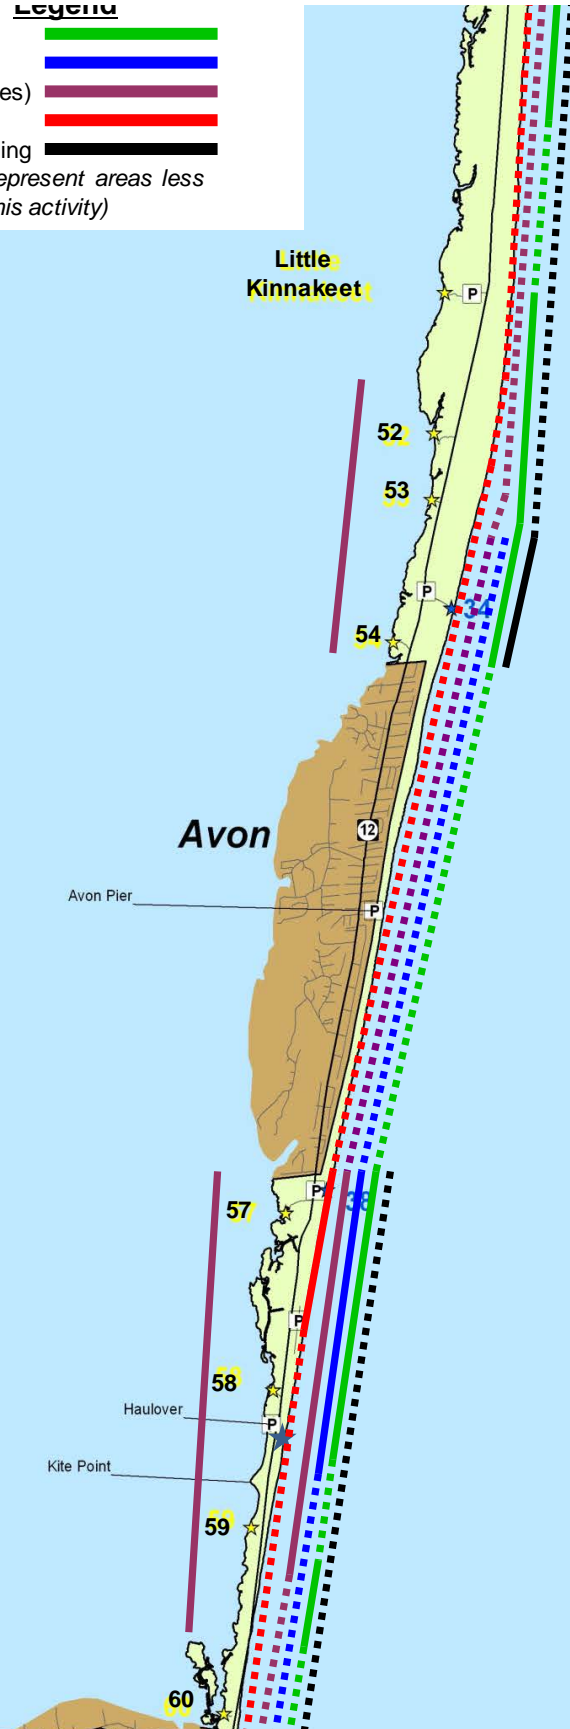 Legend
es)
ing
epresent areas less
his activity)
Little
Kinnakeet
P
52
53
P
34
54
Avon
12
Avon Pier
P
57
P
38
P
58
Haulover
P
Kite Point
59
60